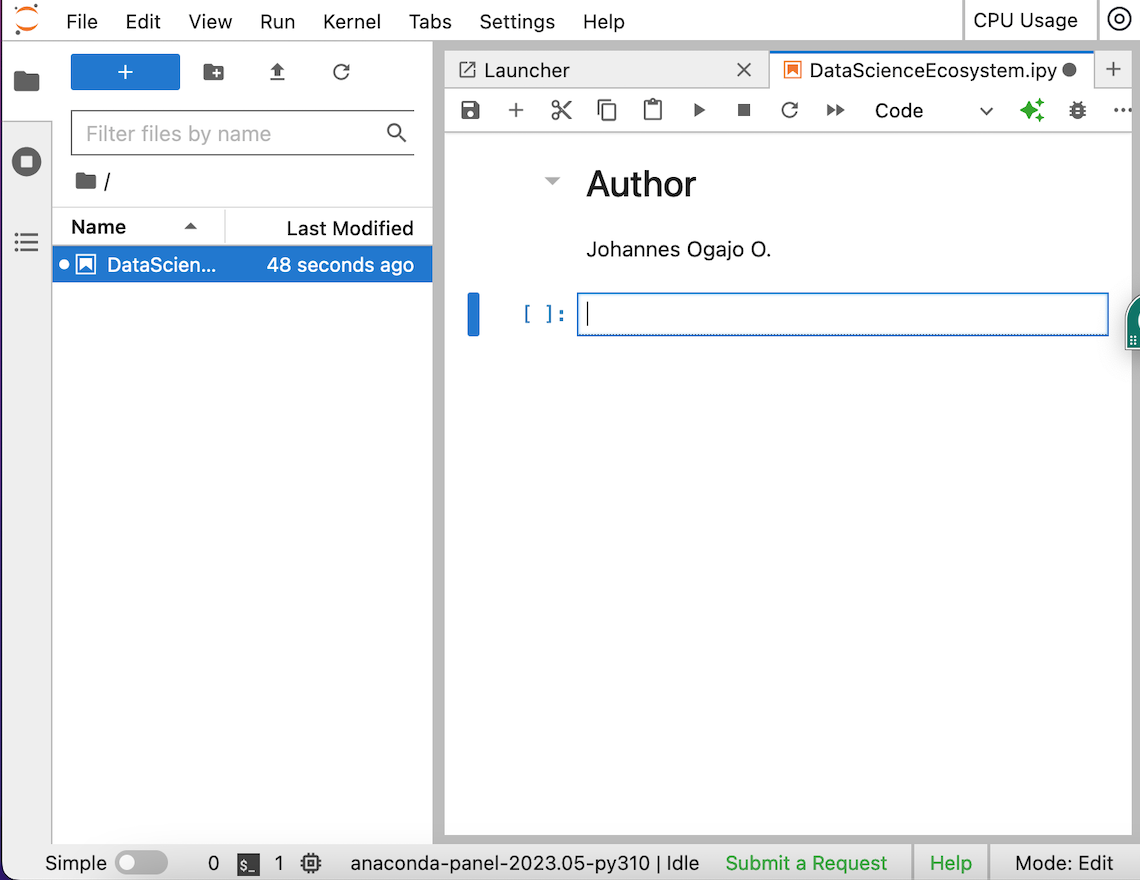 File Edit View Run Kernel Tabs Settings Help CPU Usage
+
Filter files by name
/
Name Last Modified
DataScien... 48 seconds ago
Launcher DataScienceEcosystem.ipy
Code
Author
Johannes Ogajo O.
[ ]:
Simple 0 $_ 1 anaconda-panel-2023.05-py310 | Idle Submit a Request Help Mode: Edit